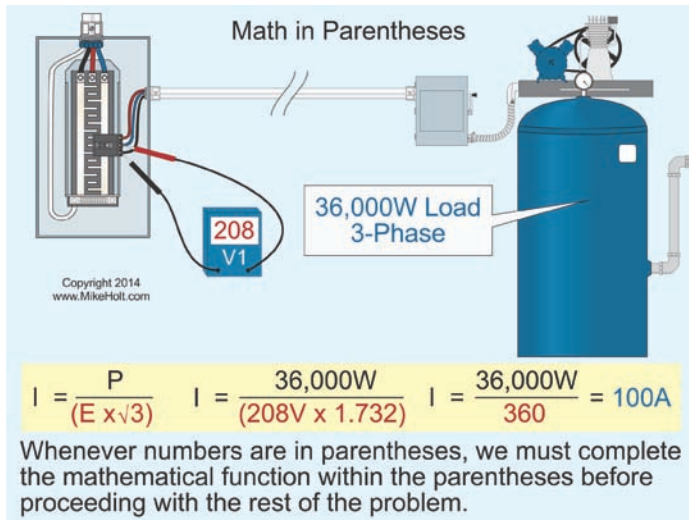 Math in Parentheses
36,000W Load
3-Phase
208
V1
Copyright 2014
www.MikeHolt.com
I = P / (E x√3) I = 36,000W / (208V x 1.732) I = 36,000W / 360 = 100A
Whenever numbers are in parentheses, we must complete
the mathematical function within the parentheses before
proceeding with the rest of the problem.